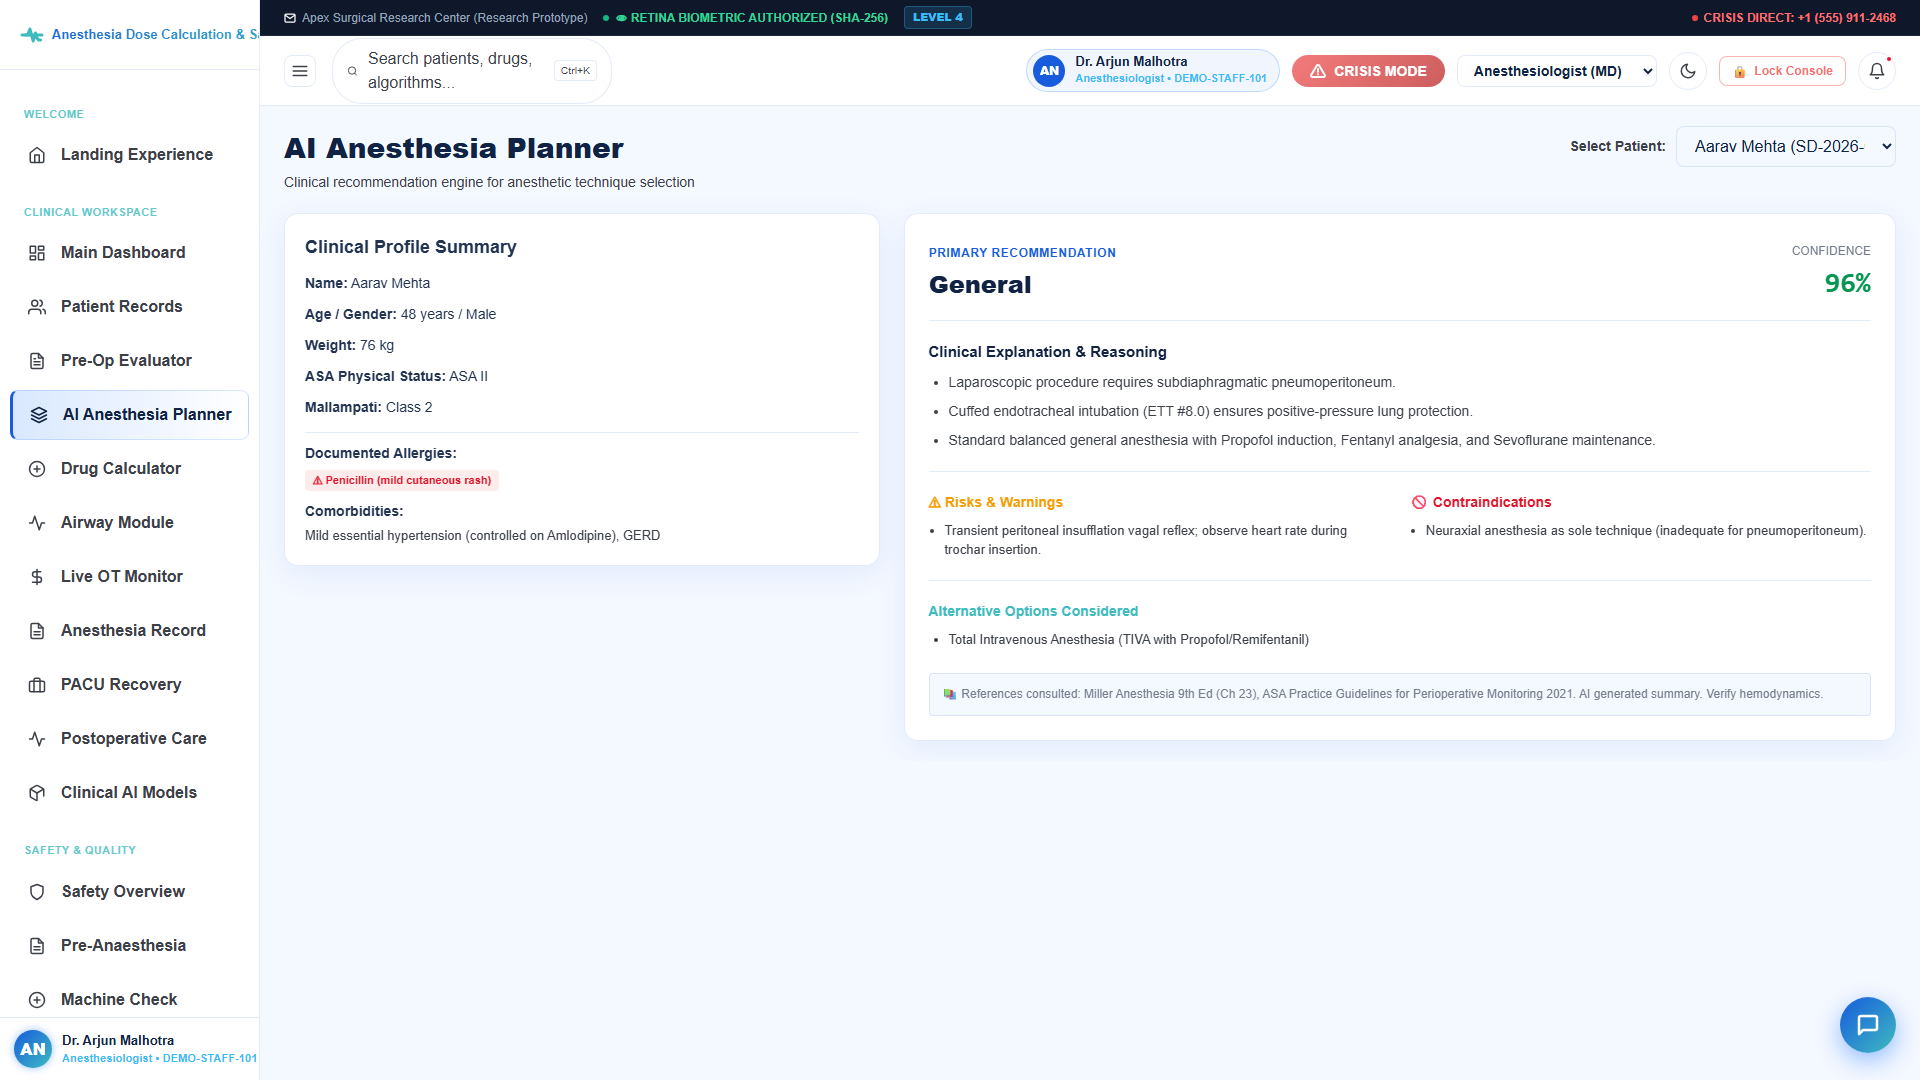 Apex Surgical Research Center (Research Prototype)
RETINA BIOMETRIC AUTHORIZED (SHA-256)
LEVEL 4
CRISIS DIRECT: +1 (555) 911-2468
Anesthesia Dose Calculation & S
Search patients, drugs,
algorithms...
Ctrl+K
AN
Dr. Arjun Malhotra
Anesthesiologist • DEMO-STAFF-101
CRISIS MODE
Anesthesiologist (MD)
Lock Console
WELCOME
Landing Experience
CLINICAL WORKSPACE
Main Dashboard
Patient Records
Pre-Op Evaluator
AI Anesthesia Planner
Drug Calculator
Airway Module
Live OT Monitor
Anesthesia Record
PACU Recovery
Postoperative Care
Clinical AI Models
SAFETY & QUALITY
Safety Overview
Pre-Anaesthesia
Machine Check
AN
Dr. Arjun Malhotra
Anesthesiologist • DEMO-STAFF-101
AI Anesthesia Planner
Clinical recommendation engine for anesthetic technique selection
Select Patient:
Aarav Mehta (SD-2026-
Clinical Profile Summary
Name: Aarav Mehta
Age / Gender: 48 years / Male
Weight: 76 kg
ASA Physical Status: ASA II
Mallampati: Class 2
Documented Allergies:
Penicillin (mild cutaneous rash)
Comorbidities:
Mild essential hypertension (controlled on Amlodipine), GERD
PRIMARY RECOMMENDATION
General
CONFIDENCE
96%
Clinical Explanation & Reasoning
• Laparoscopic procedure requires subdiaphragmatic pneumoperitoneum.
• Cuffed endotracheal intubation (ETT #8.0) ensures positive-pressure lung protection.
• Standard balanced general anesthesia with Propofol induction, Fentanyl analgesia, and Sevoflurane maintenance.
Risks & Warnings
• Transient peritoneal insufflation vagal reflex; observe heart rate during
trochar insertion.
Contraindications
• Neuraxial anesthesia as sole technique (inadequate for pneumoperitoneum).
Alternative Options Considered
• Total Intravenous Anesthesia (TIVA with Propofol/Remifentanil)
References consulted: Miller Anesthesia 9th Ed (Ch 23), ASA Practice Guidelines for Perioperative Monitoring 2021. AI generated summary. Verify hemodynamics.